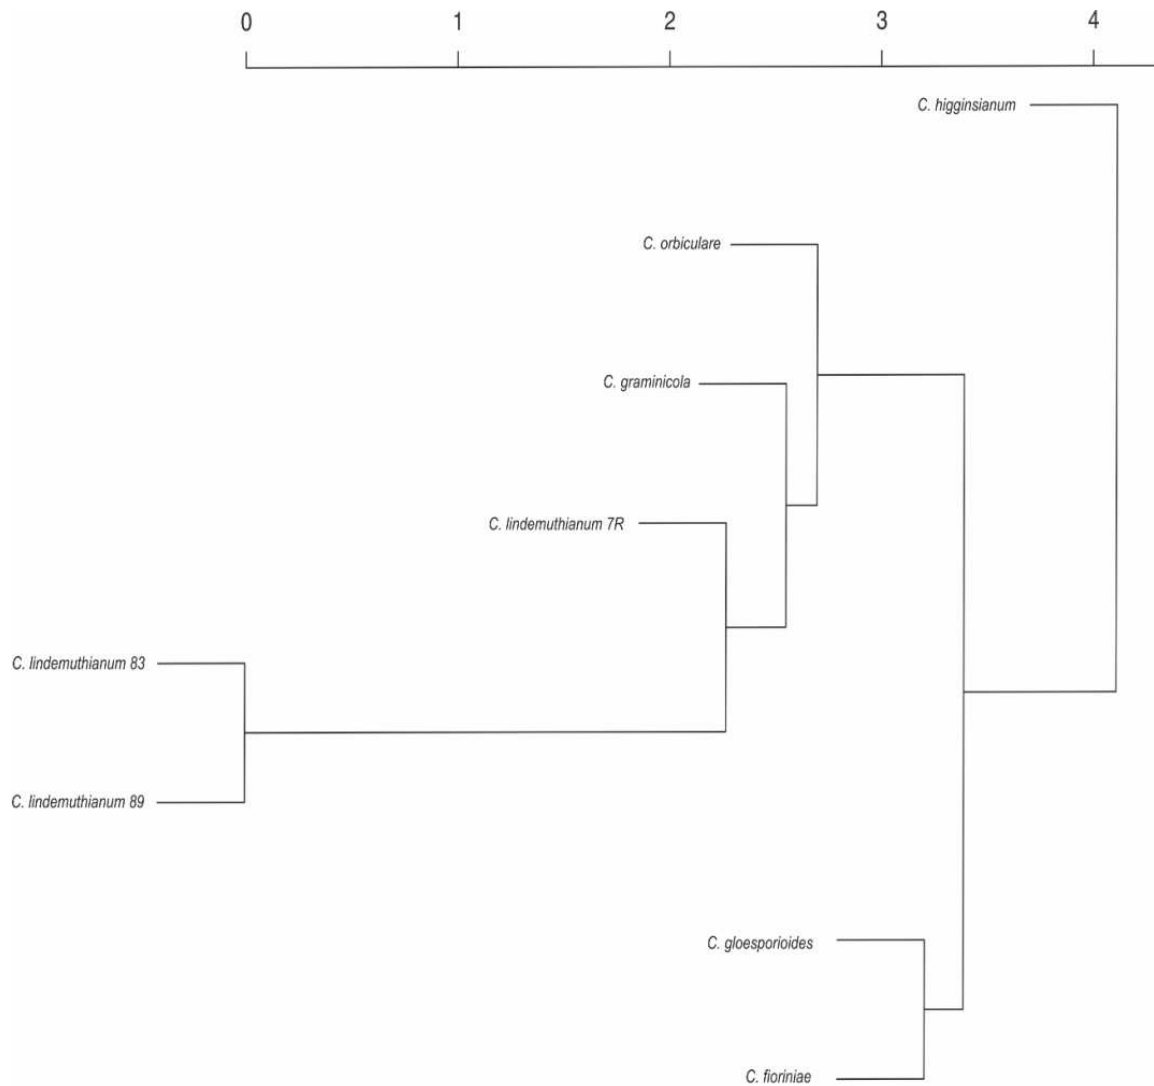 0 1 2 3 4
C. higginsianum
C. orbiculare
C. graminicola
C. lindemuthianum 7R
C. lindemuthianum 83
C. lindemuthianum 89
C. gloesporioides
C. fioriniae